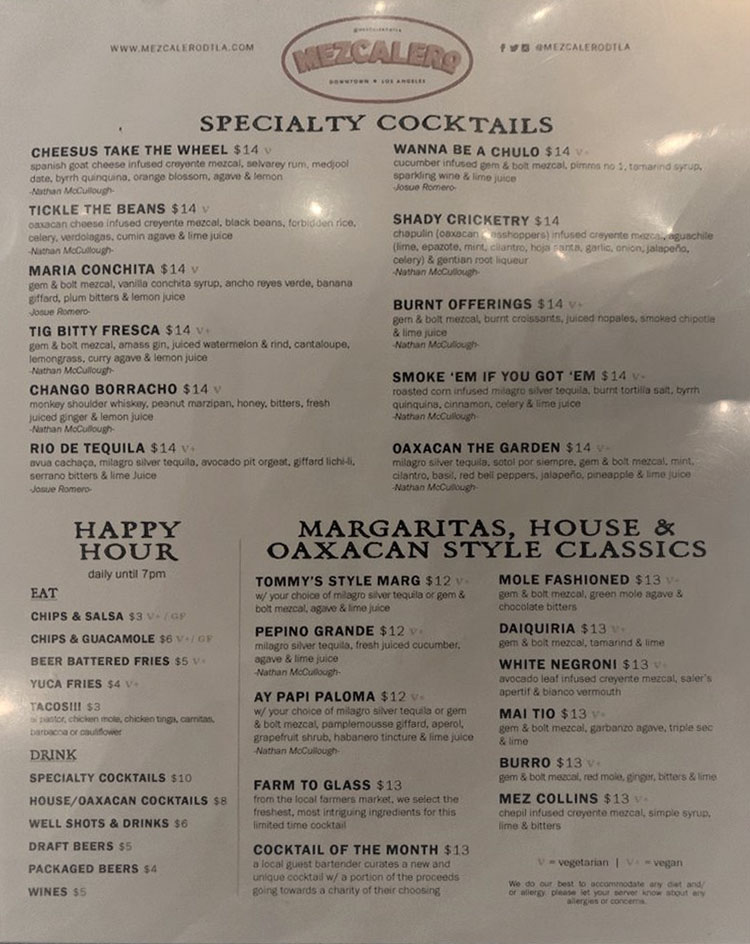 @MEZCALERODTLA
MEZCALERO
DOWNTOWN • LOS ANGELES
WWW.MEZCALERODTLA.COM
@MEZCALERODTLA
SPECIALTY COCKTAILS
CHEESUS TAKE THE WHEEL $14 V
spanish goat cheese infused creyente mezcal, selvarey rum, medjool
date, byrrh quinquina, orange blossom, agave & lemon
-Nathan McCullough-
TICKLE THE BEANS $14 V
oaxacan cheese infused creyente mezcal, black beans, forbidden rice,
celery, verdolagas, cumin agave & lime juice
-Nathan McCullough-
MARIA CONCHITA $14 V
gem & bolt mezcal, vanilla conchita syrup, ancho reyes verde, banana
giffard, plum bitters & lemon juice
Josue Romero-
TIG BITTY FRESCA $14 V+
gem & bolt mezcal, amass gin, juiced watermelon & rind, cantaloupe,
lemongrass, curry agave & lemon juice
-Nathan McCullough-
CHANGO BORRACHO $14 V
monkey shoulder whiskey, peanut marzipan, honey, bitters, fresh
juiced ginger & lemon juice
-Nathan McCullough-
RIO DE TEQUILA $14 V+
avua cachaça, milagro silver tequila, avocado pit orgeat, giffard lichi-li,
serrano bitters & lime Juice
-Josue Romero-
WANNA BE A CHULO $14 V+
cucumber infused gem & bolt mezcal, pimms no 1, tamarind syrup,
sparkling wine & lime juice
-Josue Romero-
SHADY CRICKETRY $14
chapulin (oaxacan grasshoppers) infused creyente mezcal, aguachile
(lime, epazote, mint, cilantro, hoja santa, garlic, onion, jalapeño,
celery) & gentian root liqueur
-Nathan McCullough-
BURNT OFFERINGS $14 V+
gem & bolt mezcal, burnt croissants, juiced nopales, smoked chipotle
& lime juice
-Nathan McCullough-
SMOKE 'EM IF YOU GOT 'EM $14 V+
roasted corn infused milagro silver tequila, burnt tortilla salt, byrrh
quinquina, cinnamon, celery & lime juice
-Nathan McCullough-
OAXACAN THE GARDEN $14 V+
milagro silver tequila, sotol por siempre, gem & bolt mezcal, mint,
cilantro, basil, red bell peppers, jalapeño, pineapple & lime juice
-Nathan McCullough-
HAPPY
HOUR
daily until 7pm
EAT
CHIPS & SALSA $3 V+ / GF
CHIPS & GUACAMOLE $6 V+ / GF
BEER BATTERED FRIES $5 V+
YUCA FRIES $4 V+
TACOS!!! $3
al pastor, chicken mole, chicken tinga, carnitas,
barbacoa or cauliflower
DRINK
SPECIALTY COCKTAILS $10
HOUSE/OAXACAN COCKTAILS $8
WELL SHOTS & DRINKS $6
DRAFT BEERS $5
PACKAGED BEERS $4
WINES $5
MARGARITAS, HOUSE &
OAXACAN STYLE CLASSICS
TOMMY'S STYLE MARG $12 V+
w/ your choice of milagro silver tequila or gem &
bolt mezcal, agave & lime juice
PEPINO GRANDE $12 V+
milagro silver tequila, fresh juiced cucumber,
agave & lime juice
-Nathan McCullough-
AY PAPI PALOMA $12 V+
w/ your choice of milagro silver tequila or gem
& bolt mezcal, pamplemousse giffard, aperol,
grapefruit shrub, habanero tincture & lime juice
-Nathan McCullough-
FARM TO GLASS $13
from the local farmers market, we select the
freshest, most intriguing ingredients for this
limited time cocktail
COCKTAIL OF THE MONTH $13
a local guest bartender curates a new and
unique cocktail w/ a portion of the proceeds
going towards a charity of their choosing
MOLE FASHIONED $13 V+
gem & bolt mezcal, green mole agave &
chocolate bitters
DAIQUIRIA $13 V+
gem & bolt mezcal, tamarind & lime
WHITE NEGRONI $13 V+
avocado leaf infused creyente mezcal, saler's
apertif & bianco vermouth
MAI TIO $13 V+
gem & bolt mezcal, garbanzo agave, triple sec
& lime
BURRO $13 V+
gem & bolt mezcal, red mole, ginger, bitters & lime
MEZ COLLINS $13 V+
chepil infused creyente mezcal, simple syrup,
lime & bitters
V = vegetarian | V+ = vegan
We do our best to accommodate any diet and/
or allergy, please let your server know about any
allergies or concerns.